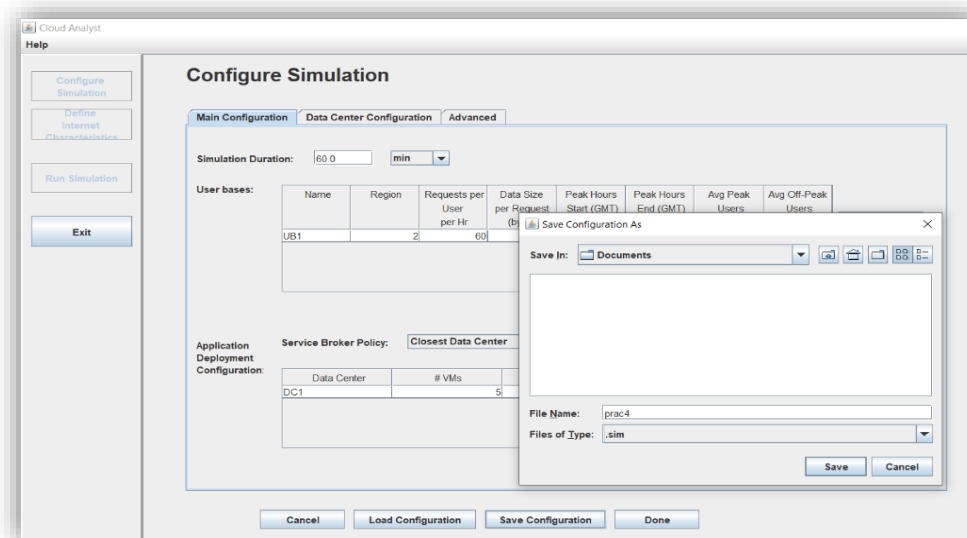 Cloud Analyst
Help
Configure
Simulation
Define
Internet
Characteristics
Run Simulation
Exit
Configure Simulation
Main Configuration
Data Center Configuration
Advanced
Simulation Duration:
60.0
min
User bases:
Name
Region
Requests per
User
per Hr
Data Size
per Request
(by
Peak Hours
Start (GMT)
Peak Hours
End (GMT)
Avg Peak
Users
Avg Off-Peak
Users
UB1
2
60
Application
Deployment
Configuration:
Service Broker Policy:
Closest Data Center
Data Center
# VMs
DC1
5
Save Configuration As
Save In:
Documents
File Name:
prac4
Files of Type:
.sim
Save
Cancel
Cancel
Load Configuration
Save Configuration
Done